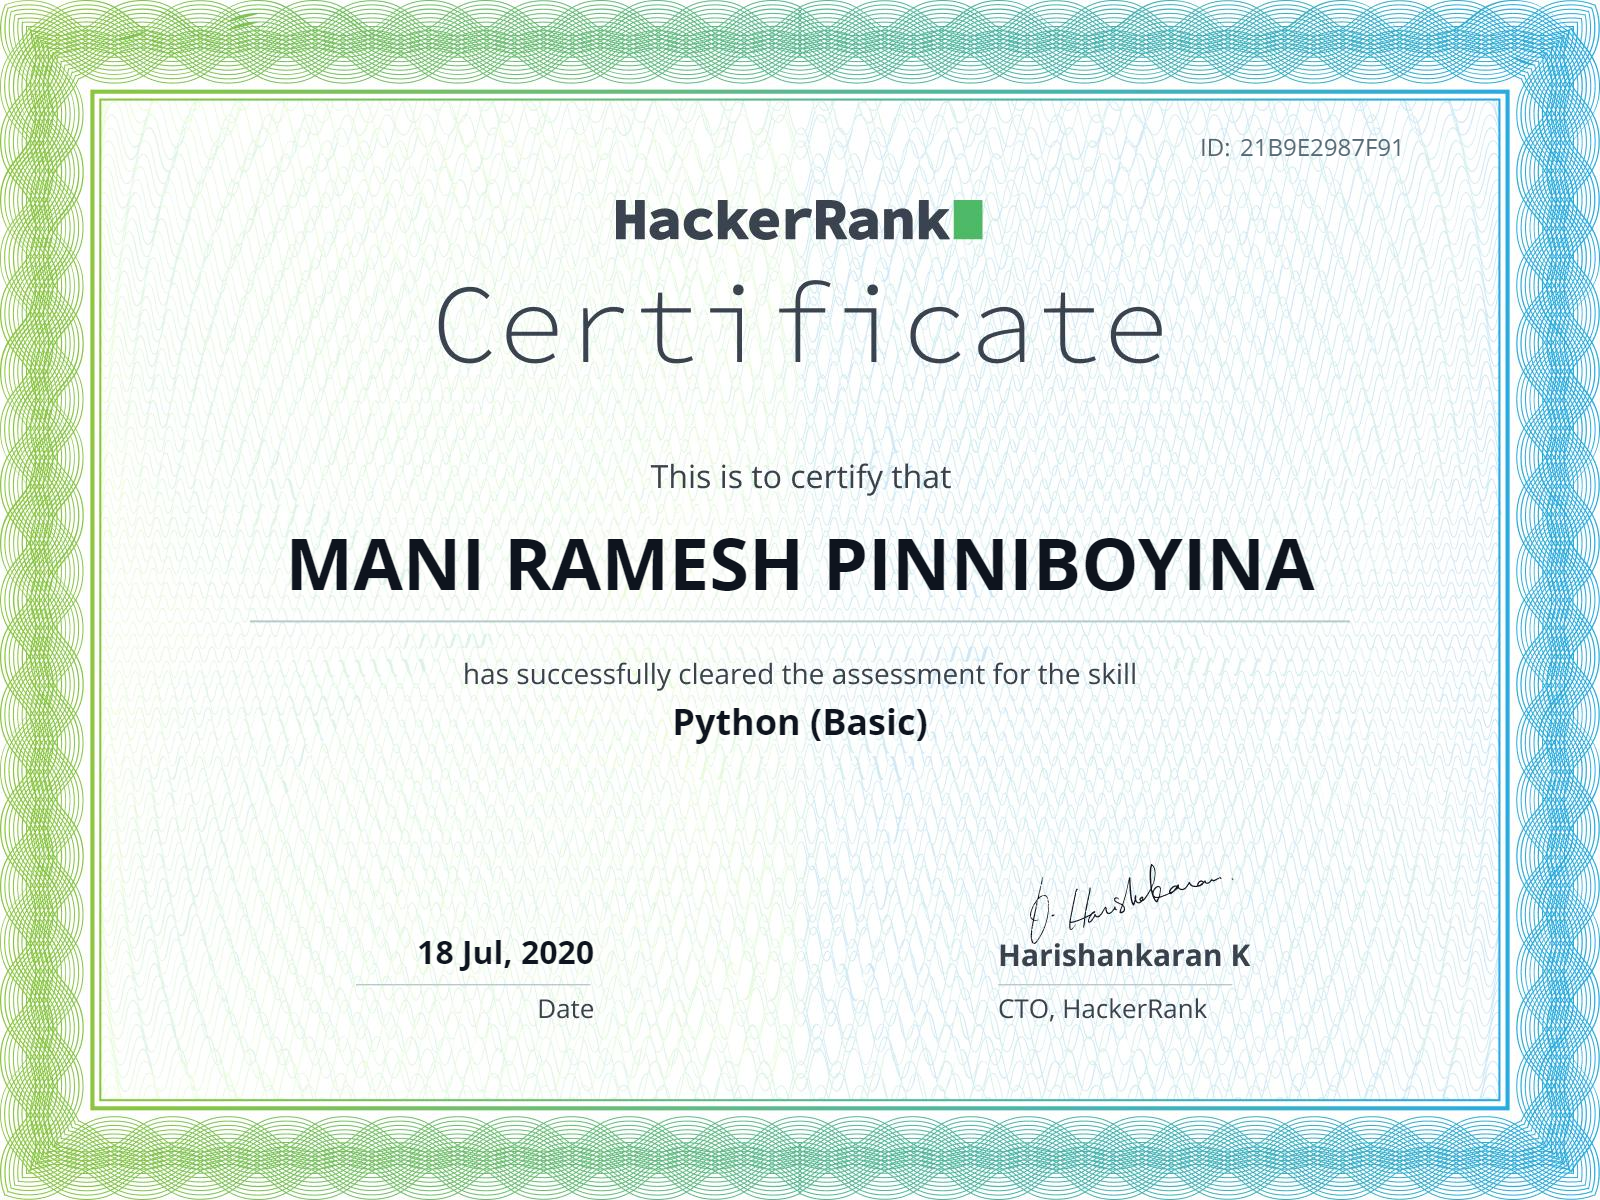 ID: 21B9E2987F91
HackerRank
Certificate
This is to certify that
MANI RAMESH PINNIBOYINA
has successfully cleared the assessment for the skill
Python (Basic)
18 Jul, 2020
Date
Harishankaran K
CTO, HackerRank